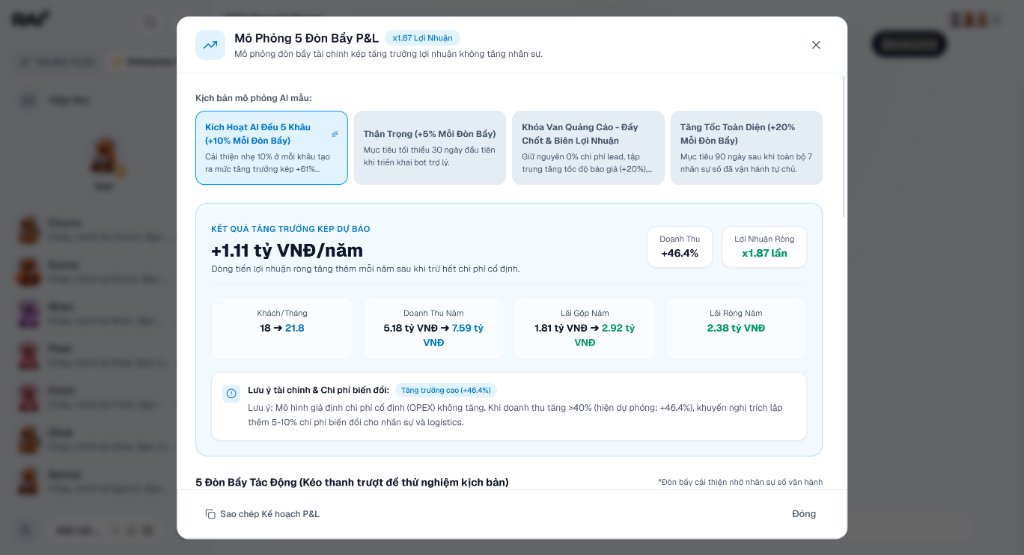 Mô Phỏng 5 Đòn Bẩy P&L
x1.87 Lợi Nhuận
Mô phỏng đòn bẩy tài chính kép tăng trưởng lợi nhuận không tăng nhân sự.
Kịch bản mô phỏng AI mẫu:
Kích Hoạt AI Đều 5 Khâu
(+10% Mỗi Đòn Bẩy)
Cải thiện nhẹ 10% ở mỗi khâu tạo
ra mức tăng trưởng kép +61%...
Thận Trọng (+5% Mỗi Đòn Bẩy)
Mục tiêu tối thiểu 30 ngày đầu tiên
khi triển khai bot trợ lý.
Khóa Van Quảng Cáo - Đẩy
Chốt & Biên Lợi Nhuận
Giữ nguyên 0% chi phí lead, tập
trung tăng tốc độ báo giá (+20%),...
Tăng Tốc Toàn Diện (+20%
Mỗi Đòn Bẩy)
Mục tiêu 90 ngày sau khi toàn bộ 7
nhân sự số đã vận hành tự chủ.
KẾT QUẢ TĂNG TRƯỞNG KÉP DỰ BÁO
+1.11 tỷ VNĐ/năm
Dòng tiền lợi nhuận ròng tăng thêm mỗi năm sau khi trừ hết chi phí cố định.
Doanh Thu
+46.4%
Lợi Nhuận Ròng
x1.87 lần
Khách/Tháng
18 → 21.8
Doanh Thu Năm
5.18 tỷ VNĐ → 7.59 tỷ
VNĐ
Lãi Gộp Năm
1.81 tỷ VNĐ → 2.92 tỷ
VNĐ
Lãi Ròng Năm
2.38 tỷ VNĐ
Lưu ý tài chính & Chi phí biến đổi:
Tăng trưởng cao (+46.4%)
Lưu ý: Mô hình giả định chi phí cố định (OPEX) không tăng. Khi doanh thu tăng >40% (hiện dự phóng: +46.4%), khuyến nghị trích lập
thêm 5-10% chi phí biến đổi cho nhân sự và logistics.
5 Đòn Bẩy Tác Động (Kéo thanh trượt để thử nghiệm kịch bản)
*Đòn bẩy cải thiện nhờ nhân sự số vận hành
Sao chép Kế hoạch P&L
Đóng